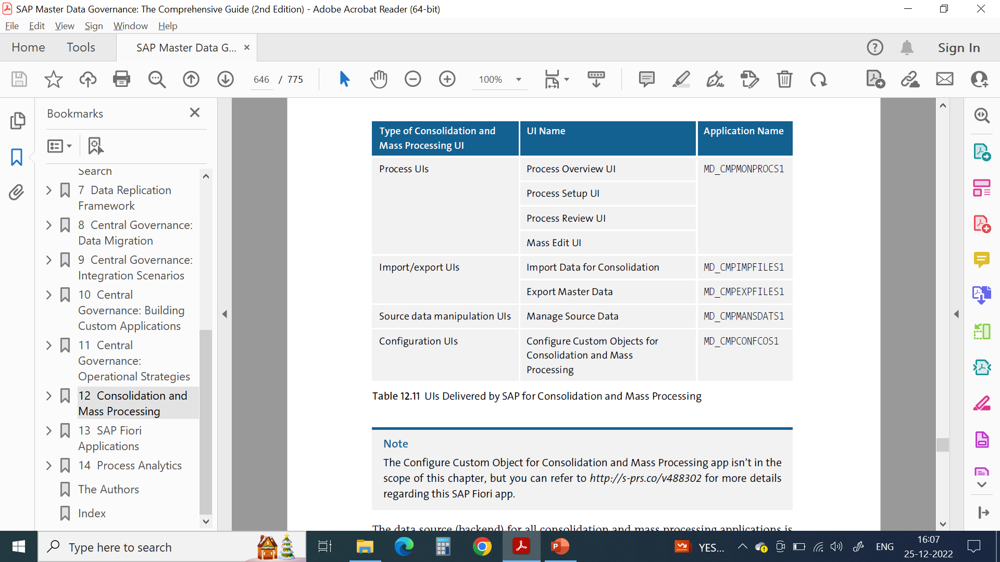 SAP Master Data Governance: The Comprehensive Guide (2nd Edition) - Adobe Acrobat Reader (64-bit)
File Edit View Sign Window Help
Home Tools SAP Master Data G... Sign In
646 / 775 100%
Bookmarks
Search
7 Data Replication
Framework
8 Central Governance:
Data Migration
9 Central Governance:
Integration Scenarios
10 Central
Governance: Building
Custom Applications
11 Central
Governance:
Operational Strategies
12 Consolidation and
Mass Processing
13 SAP Fiori
Applications
14 Process Analytics
The Authors
Index
Type of Consolidation and
Mass Processing UI
UI Name
Application Name
Process UIs
Process Overview UI
MD_CMPMONPROCS1
Process Setup UI
Process Review UI
Mass Edit UI
Import/export UIs
Import Data for Consolidation
MD_CMPIMPFILES1
Export Master Data
MD_CMPEXPFILES1
Source data manipulation UIs
Manage Source Data
MD_CMPMANSDATS1
Configuration UIs
Configure Custom Objects for
Consolidation and Mass
Processing
MD_CMPCONFCOS1
Table 12.11 UIs Delivered by SAP for Consolidation and Mass Processing
Note
The Configure Custom Object for Consolidation and Mass Processing app isn't in the
scope of this chapter, but you can refer to http://s-prs.co/v488302 for more details
regarding this SAP Fiori app.
The data source (backend) for all consolidation and mass processing applications is
Type here to search
YES...
ENG
16:07
25-12-2022